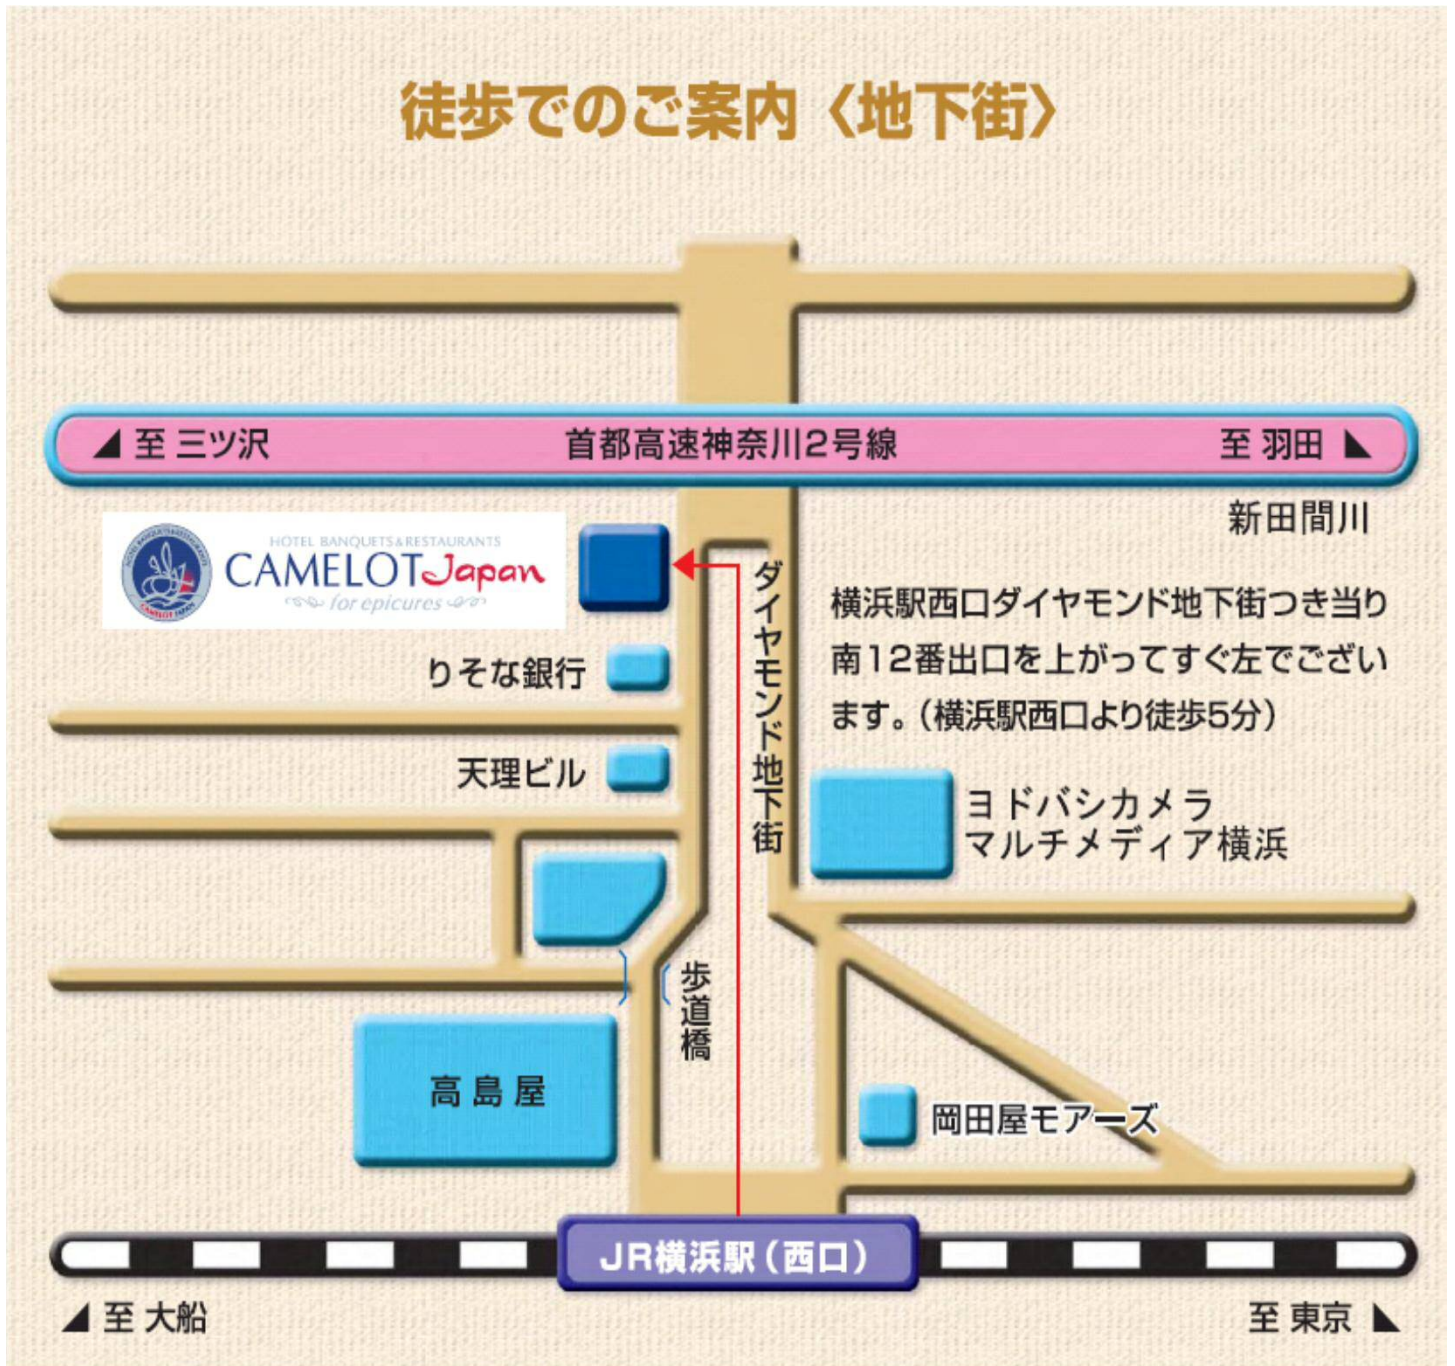 徒歩でのご案内〈地下街〉
◢ 至 三ツ沢
首都高速神奈川2号線
至 羽田 ◣
新田間川
HOTEL BANQUETS&RESTAURANTS
CAMELOT Japan
for epicures
HOTEL BANQUETS&RESTAURANTS
CAMELOT JAPAN
ダイヤモンド地下街
横浜駅西口ダイヤモンド地下街つき当り
南12番出口を上がってすぐ左でござい
ます。（横浜駅西口より徒歩5分）
りそな銀行
天理ビル
ヨドバシカメラ
マルチメディア横浜
歩道橋
高島屋
岡田屋モアーズ
JR横浜駅（西口）
◢ 至 大船
至 東京 ◣